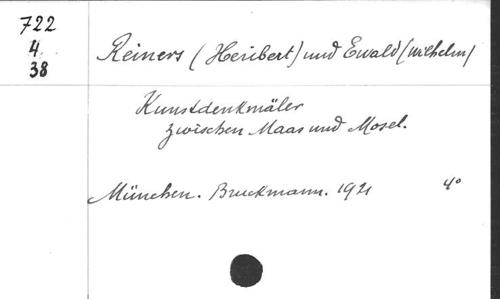 722
4
38
Reiners (Heribert) und Ewald (Wilhelm)
Kunstdenkmäler
zwischen Maas und Mosel.
München. Bruckmann. 1921 4°